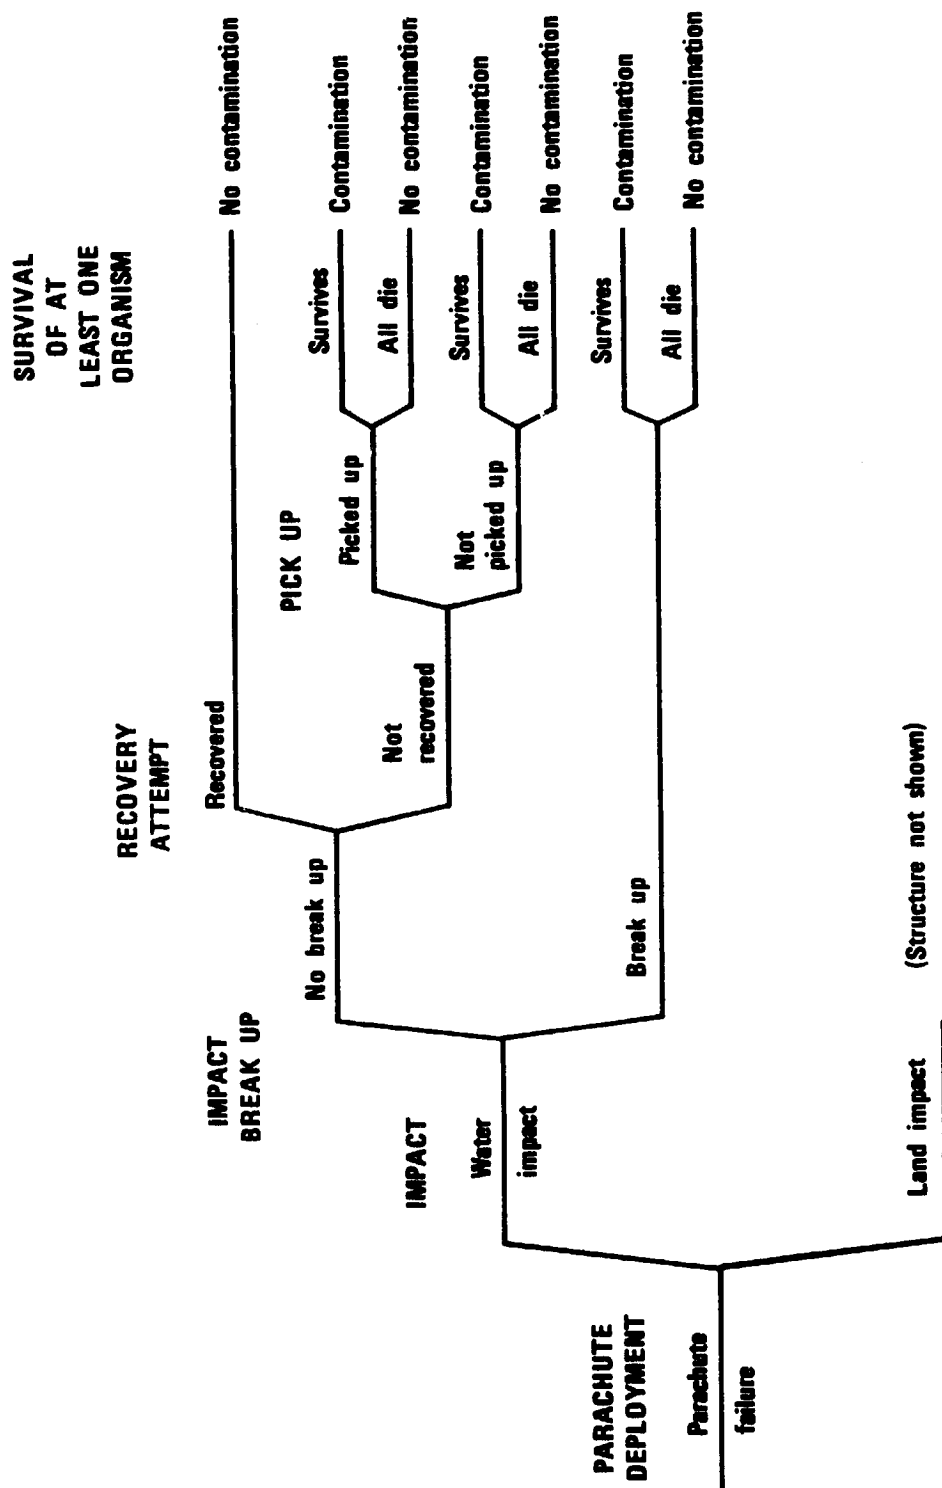 SURVIVAL
OF AT
LEAST ONE
ORGANISM
RECOVERY
ATTEMPT
PICK UP
IMPACT
BREAK UP
IMPACT
PARACHUTE
DEPLOYMENT
Recovered
No contamination
Survives
Contamination
Picked up
All die
No contamination
No break up
Not
recovered
Survives
Contamination
Not
picked up
All die
No contamination
Water
impact
Survives
Contamination
Break up
All die
No contamination
Parachute
failure
Land impact
(Structure not shown)